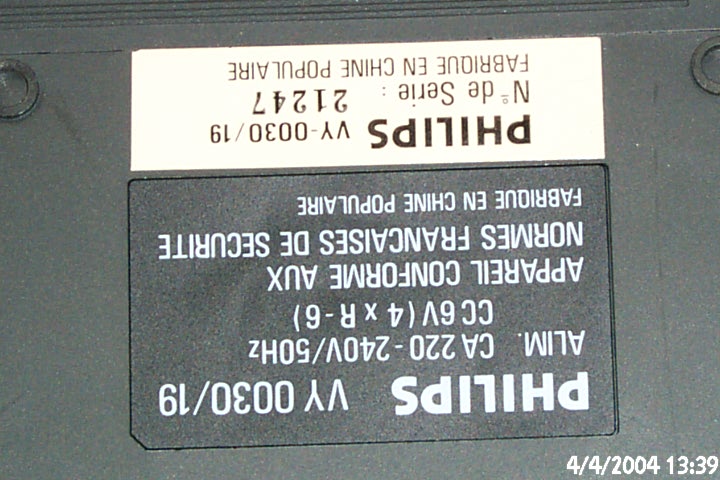 PHILIPS VY 0030/19
ALIM. CA 220-240V/50Hz
CC 6V (4 x R-6)
APPAREIL CONFORME AUX
NORMES FRANCAISES DE SECURITE
FABRIQUE EN CHINE POPULAIRE
PHILIPS VY-0030/19
N° de Serie : 21247
FABRIQUE EN CHINE POPULAIRE
4/4/2004 13:39